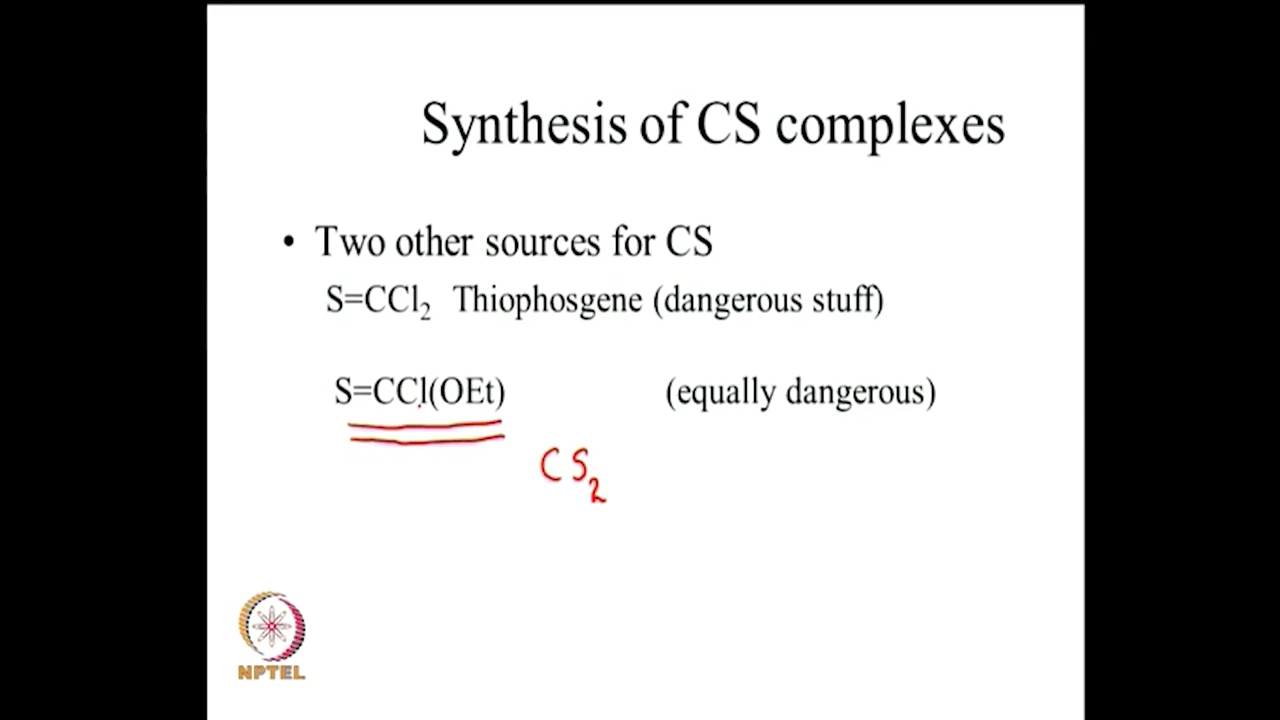 Synthesis of CS complexes
• Two other sources for CS
S=CCl₂ Thiophosgene (dangerous stuff)
S=CCl(OEt) (equally dangerous)
CS₂
NPTEL